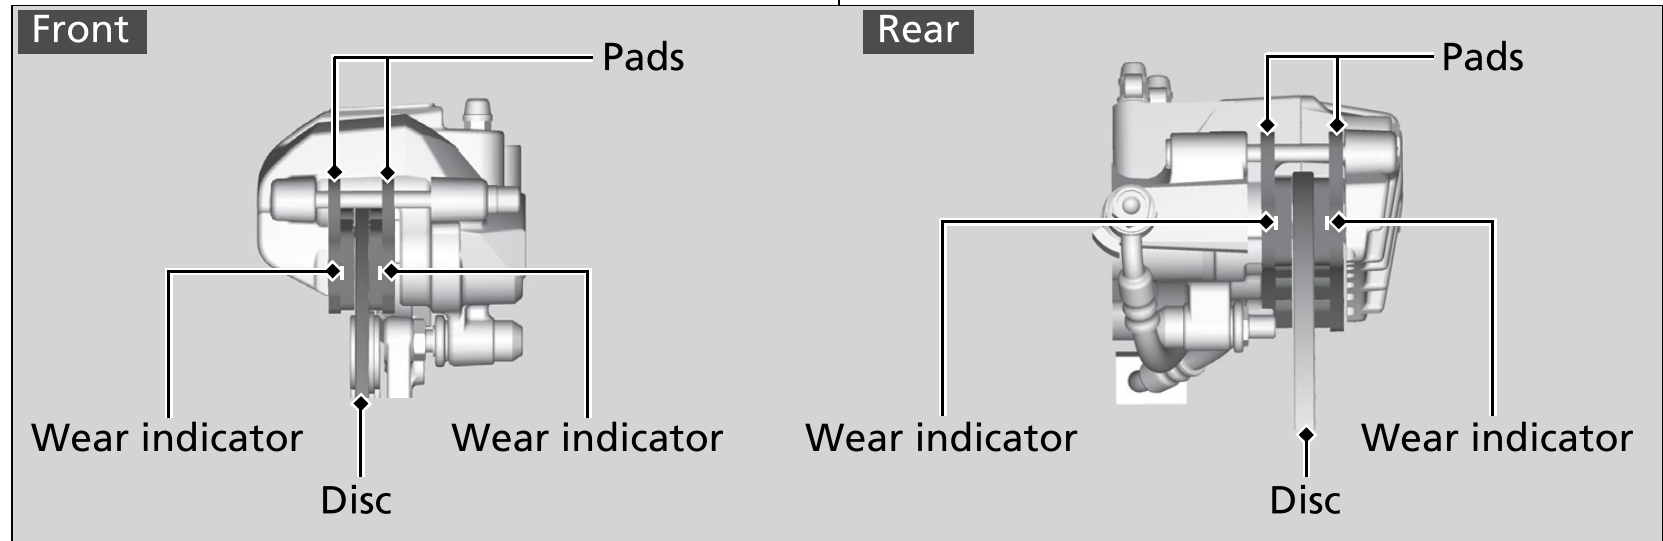 Front
Pads
Wear indicator
Wear indicator
Disc
Rear
Pads
Wear indicator
Wear indicator
Disc